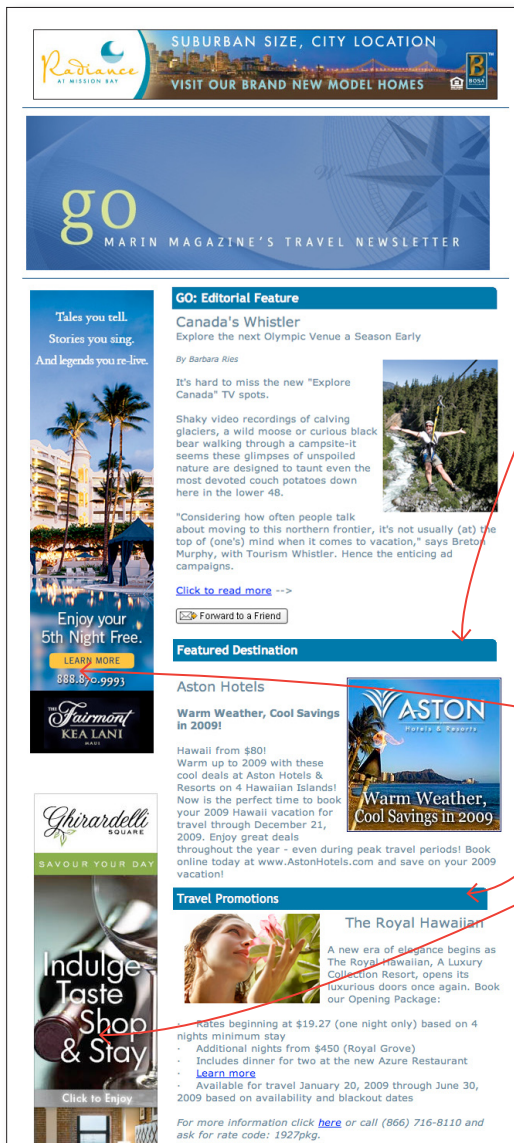 Radiance
AT MISSION BAY
SUBURBAN SIZE, CITY LOCATION
VISIT OUR BRAND NEW MODEL HOMES
B
BOSA
go
MARIN MAGAZINE'S TRAVEL NEWSLETTER
Tales you tell.
Stories you sing.
And legends you re-live.
Enjoy your
5th Night Free.
LEARN MORE
888.870.9993
THE
Fairmont
KEA LANI
MAUI
Ghirardelli
SQUARE
SAVOUR YOUR DAY
Indulge
Taste
Shop
& Stay
Click to Enjoy
GO: Editorial Feature
Canada's Whistler
Explore the next Olympic Venue a Season Early
By Barbara Ries
It's hard to miss the new "Explore
Canada" TV spots.
Shaky video recordings of calving
glaciers, a wild moose or curious black
bear walking through a campsite-it
seems these glimpses of unspoiled
nature are designed to taunt even the
most devoted couch potatoes down
here in the lower 48.
"Considering how often people talk
about moving to this northern frontier, it's not usually (at) the
top of (one's) mind when it comes to vacation," says Breton
Murphy, with Tourism Whistler. Hence the enticing ad
campaigns.
Click to read more -->
Forward to a Friend
Featured Destination
Aston Hotels
Warm Weather, Cool Savings
in 2009!
Hawaii from $80!
Warm up to 2009 with these
cool deals at Aston Hotels &
Resorts on 4 Hawaiian Islands!
Now is the perfect time to book
your 2009 Hawaii vacation for
travel through December 21,
2009. Enjoy great deals
throughout the year - even during peak travel periods! Book
online today at www.AstonHotels.com and save on your 2009
vacation!
ASTON
Hotels & Resorts
Warm Weather,
Cool Savings in 2009
Travel Promotions
The Royal Hawaiian
A new era of elegance begins as
The Royal Hawaiian, A Luxury
Collection Resort, opens its
luxurious doors once again. Book
our Opening Package:
· Rates beginning at $19.27 (one night only) based on 4
nights minimum stay
· Additional nights from $450 (Royal Grove)
· Includes dinner for two at the new Azure Restaurant
· Learn more
· Available for travel January 20, 2009 through June 30,
2009 based on availability and blackout dates
For more information click here or call (866) 716-8110 and
ask for rate code: 1927pkg.